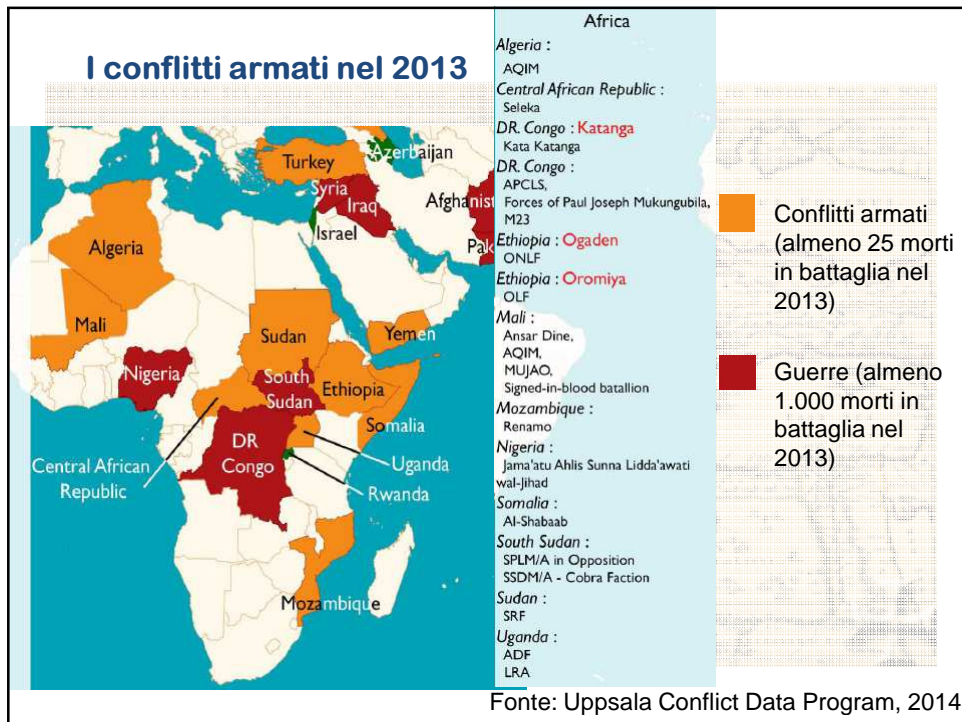 I conflitti armati nel 2013
Turkey
Azerbaijan
Syria
Iraq
Afghanist
Israel
Pak
Algeria
Mali
Sudan
Yemen
Nigeria
South
Sudan
Ethiopia
Somalia
DR
Congo
Central African
Republic
Uganda
Rwanda
Mozambique
Africa
Algeria :
AQIM
Central African Republic :
Seleka
DR. Congo : Katanga
Kata Katanga
DR. Congo :
APCLS,
Forces of Paul Joseph Mukungubila,
M23
Ethiopia : Ogaden
ONLF
Ethiopia : Oromiya
OLF
Mali :
Ansar Dine,
AQIM,
MUJAO,
Signed-in-blood batallion
Mozambique :
Renamo
Nigeria :
Jama'atu Ahlis Sunna Lidda'awati
wal-Jihad
Somalia :
Al-Shabaab
South Sudan :
SPLM/A in Opposition
SSDM/A - Cobra Faction
Sudan :
SRF
Uganda :
ADF
LRA
Conflitti armati
(almeno 25 morti
in battaglia nel
2013)
Guerre (almeno
1.000 morti in
battaglia nel
2013)
Fonte: Uppsala Conflict Data Program, 2014